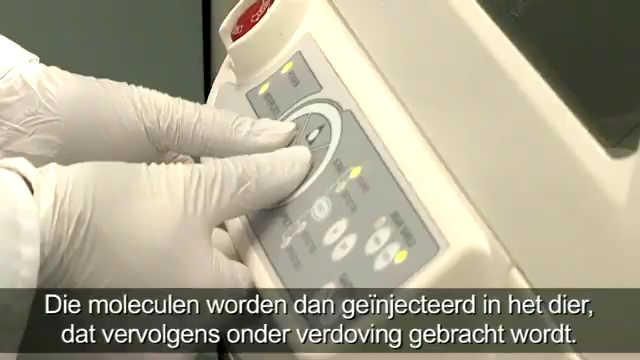 Die moleculen worden dan geïnjecteerd in het dier,
dat vervolgens onder verdoving gebracht wordt.